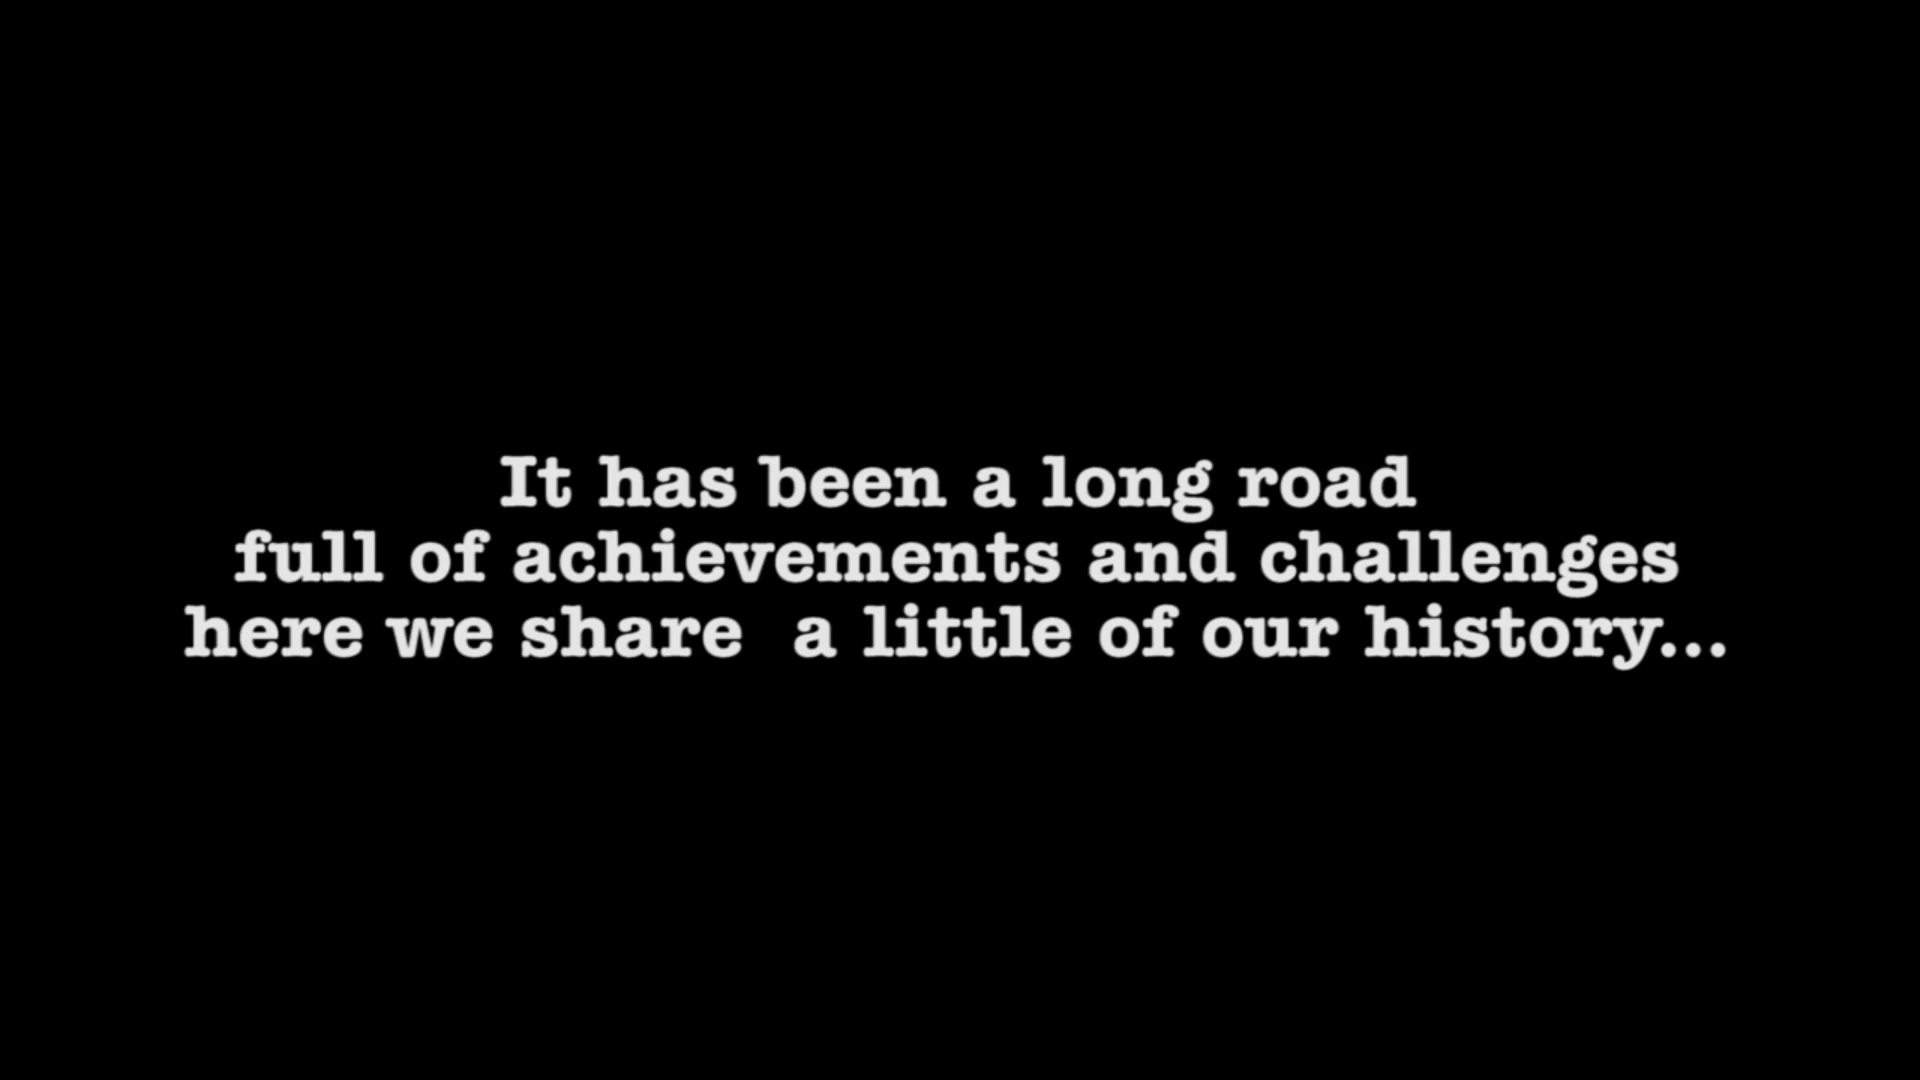 It has been a long road
full of achievements and challenges
here we share  a little of our history...